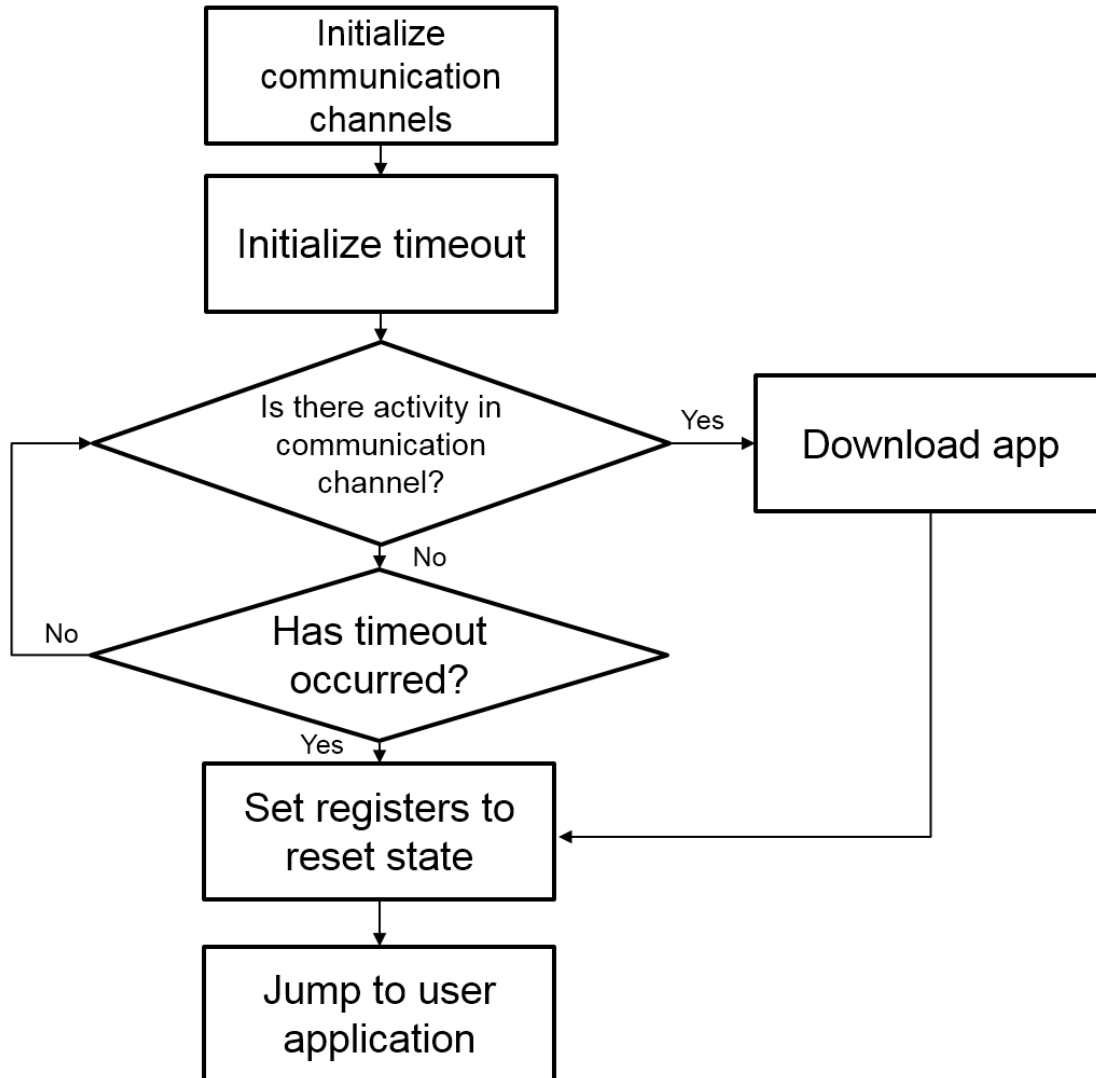 Initialize
communication
channels
Initialize timeout
Is there activity in
communication
channel?
Yes
Download app
No
Has timeout
occurred?
No
Yes
Set registers to
reset state
Jump to user
application